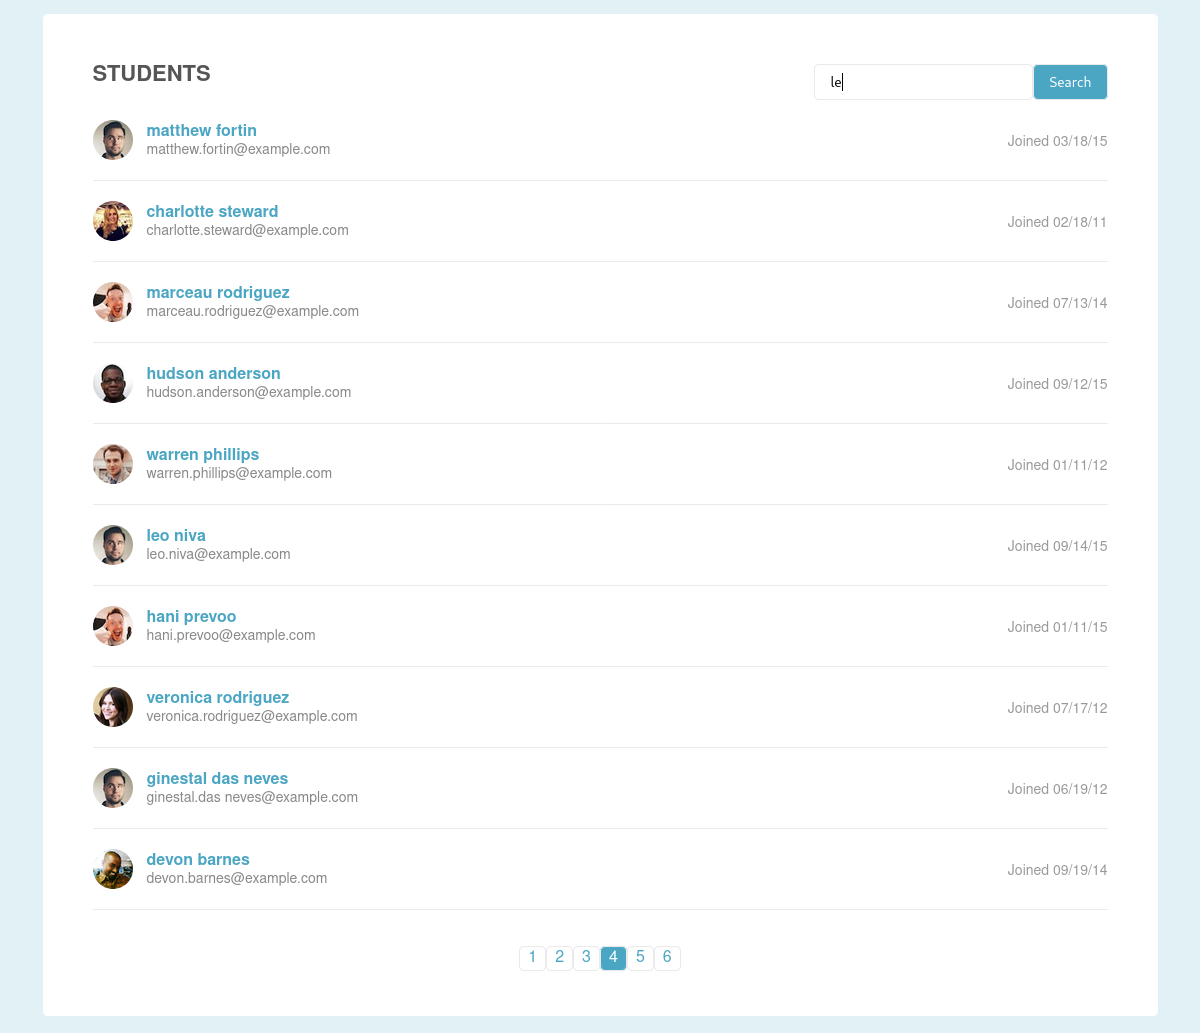 STUDENTS
le
Search
matthew fortin
matthew.fortin@example.com
Joined 03/18/15
charlotte steward
charlotte.steward@example.com
Joined 02/18/11
marceau rodriguez
marceau.rodriguez@example.com
Joined 07/13/14
hudson anderson
hudson.anderson@example.com
Joined 09/12/15
warren phillips
warren.phillips@example.com
Joined 01/11/12
leo niva
leo.niva@example.com
Joined 09/14/15
hani prevoo
hani.prevoo@example.com
Joined 01/11/15
veronica rodriguez
veronica.rodriguez@example.com
Joined 07/17/12
ginestal das neves
ginestal.das neves@example.com
Joined 06/19/12
devon barnes
devon.barnes@example.com
Joined 09/19/14
1 2 3 4 5 6